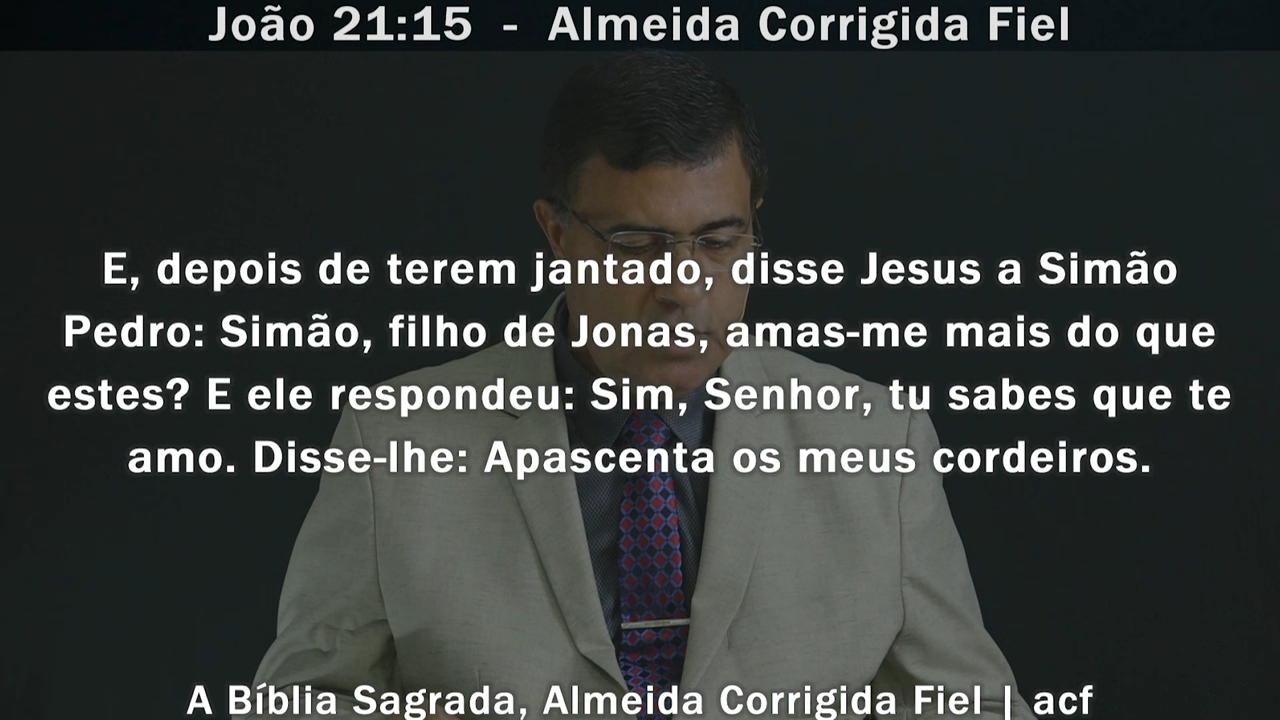 João 21:15 - Almeida Corrigida Fiel
E, depois de terem jantado, disse Jesus a Simão
Pedro: Simão, filho de Jonas, amas-me mais do que
estes? E ele respondeu: Sim, Senhor, tu sabes que te
amo. Disse-lhe: Apascenta os meus cordeiros.
A Bíblia Sagrada, Almeida Corrigida Fiel | acf